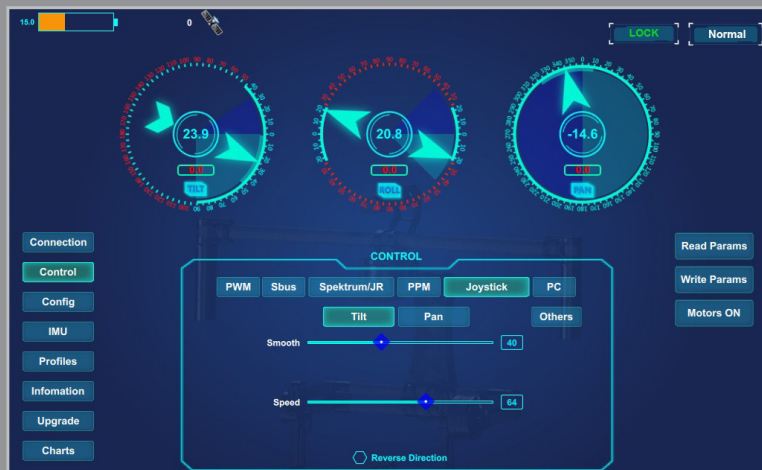 15.0
0
LOCK
Normal
23.9
0.0
TILT
20.8
0.0
ROLL
-14.6
0.0
PAN
Connection
Control
Config
IMU
Profiles
Infomation
Upgrade
Charts
CONTROL
PWM Sbus Spektrum/JR PPM Joystick PC
Tilt Pan Others
Smooth 40
Speed 64
Reverse Direction
Read Params
Write Params
Motors ON